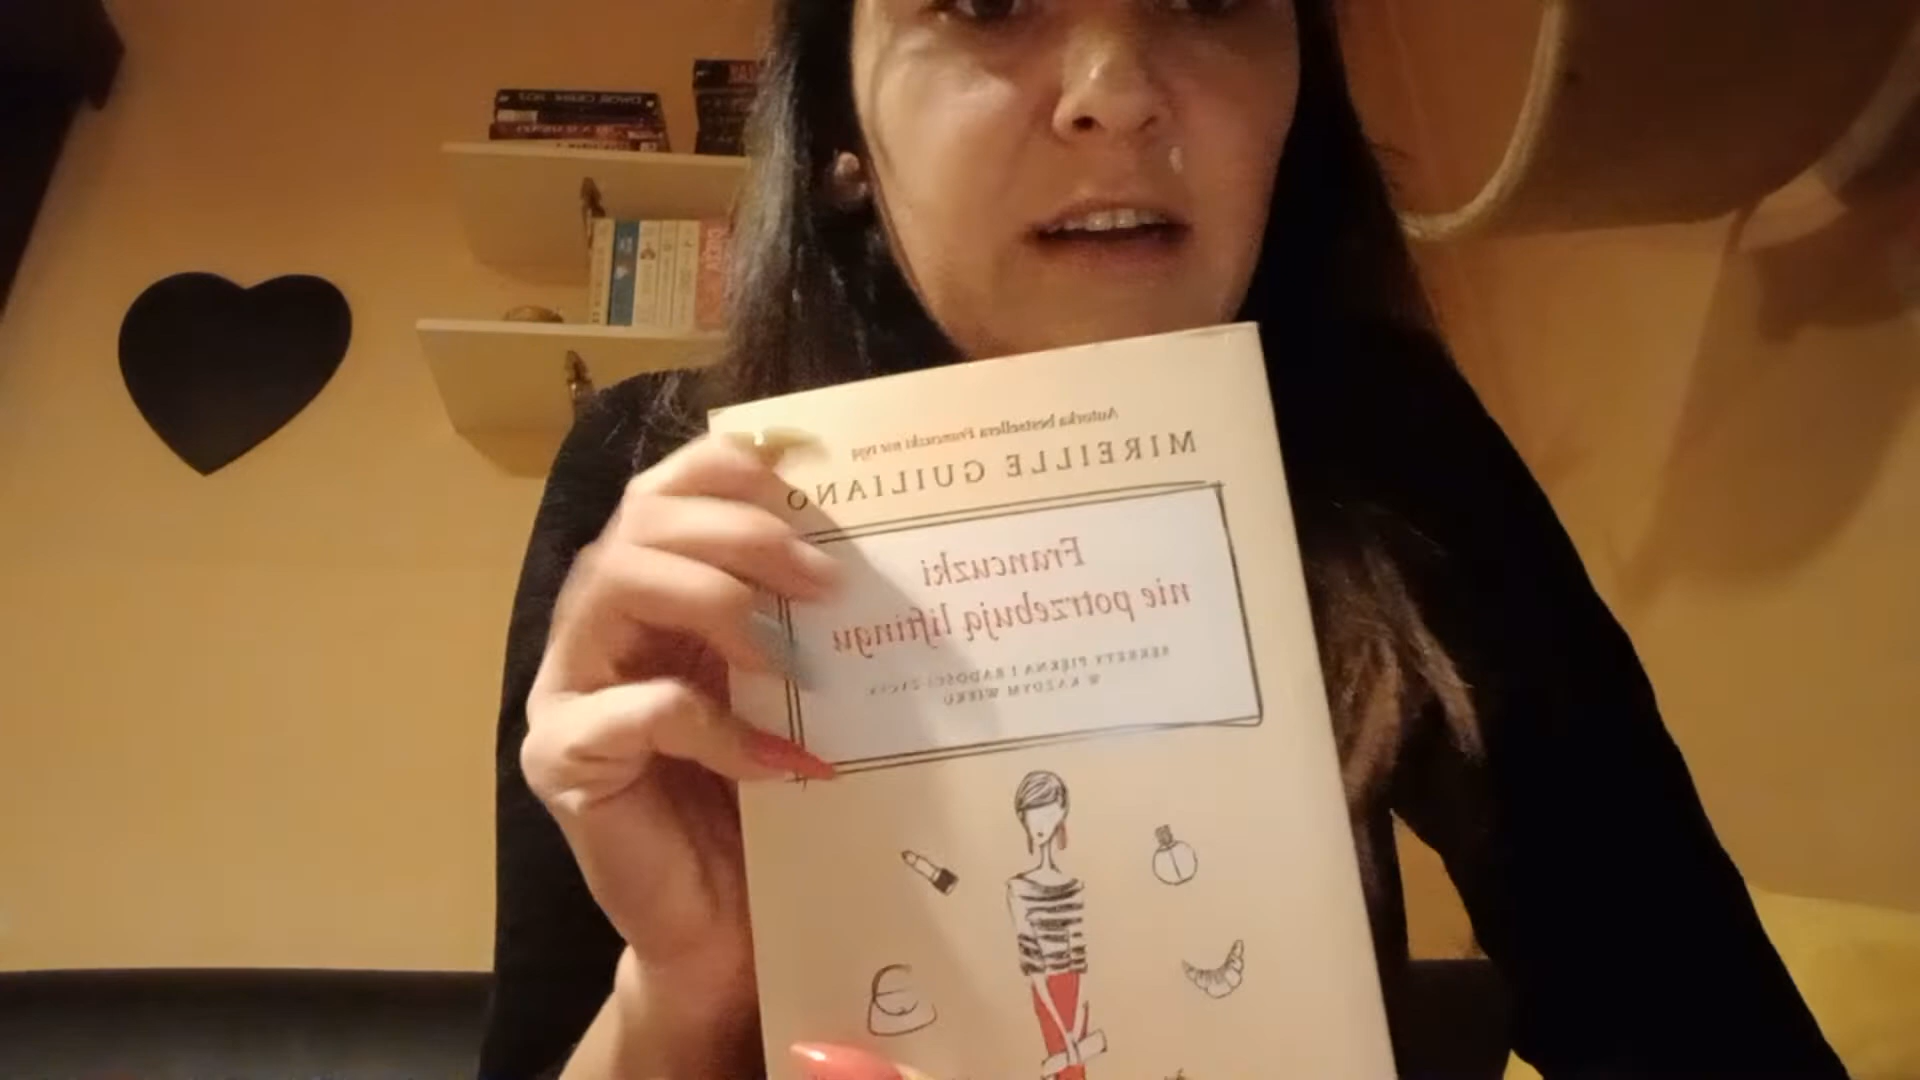 Autorka bestsellera Francuzki nie tyją
MIREILLE GUILIANO
Francuzki
nie potrzebują liftingu
SEKRETY PIĘKNA I RADOŚCI ŻYCIA
W KAŻDYM WIEKU